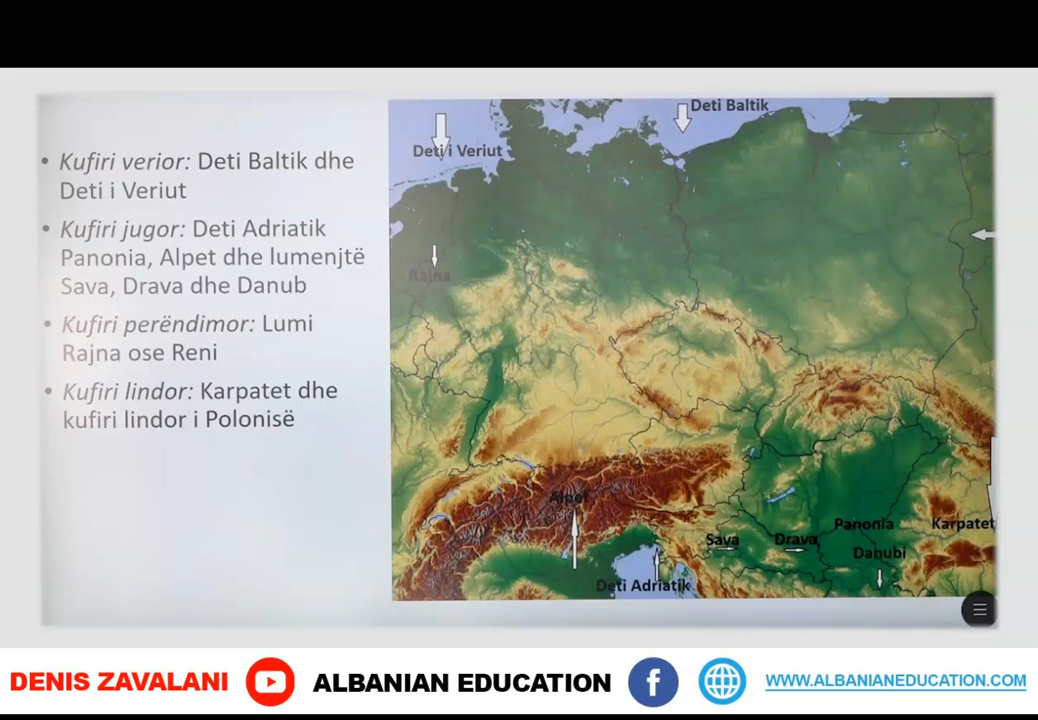 • Kufiri verior: Deti Baltik dhe
Deti i Veriut
• Kufiri jugor: Deti Adriatik
Panonia, Alpet dhe lumenjtë
Sava, Drava dhe Danub
• Kufiri perëndimor: Lumi
Rajna ose Reni
• Kufiri lindor: Karpatet dhe
kufiri lindor i Polonisë
Deti Baltik
Deti i Veriut
Rajna
Alpet
Panonia
Karpatet
Sava
Drava
Danubi
Deti Adriatik
DENIS ZAVALANI
ALBANIAN EDUCATION
WWW.ALBANIANEDUCATION.COM